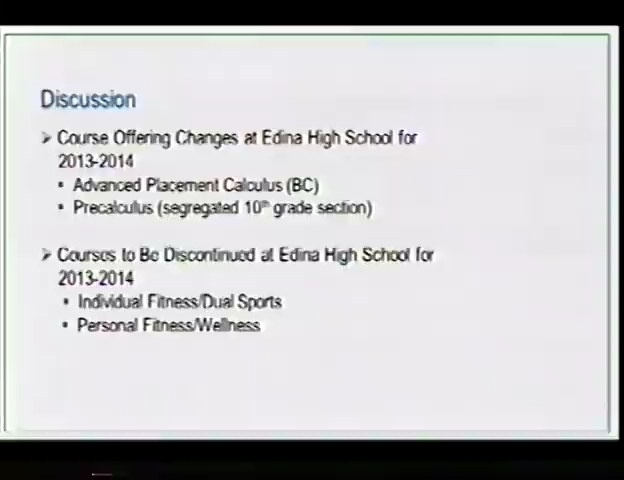 Discussion
➢ Course Offering Changes at Edina High School for
2013-2014
▪ Advanced Placement Calculus (BC)
▪ Precalculus (segregated 10th grade section)
➢ Courses to Be Discontinued at Edina High School for
2013-2014
▪ Individual Fitness/Dual Sports
▪ Personal Fitness/Wellness